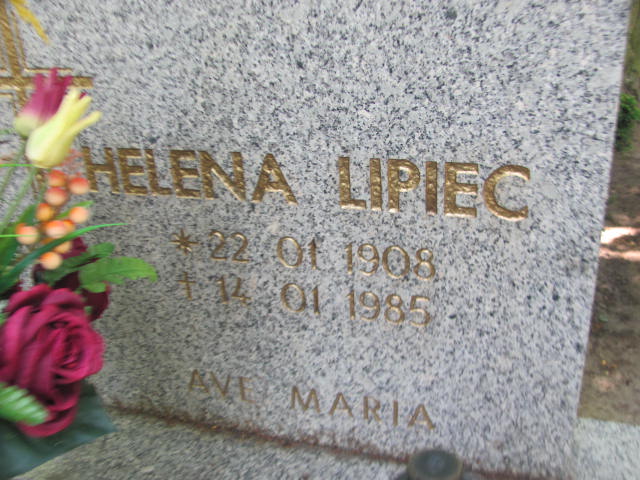 HELENA LIPIEC
* 22 01 1908
† 14 01 1985
AVE MARIA